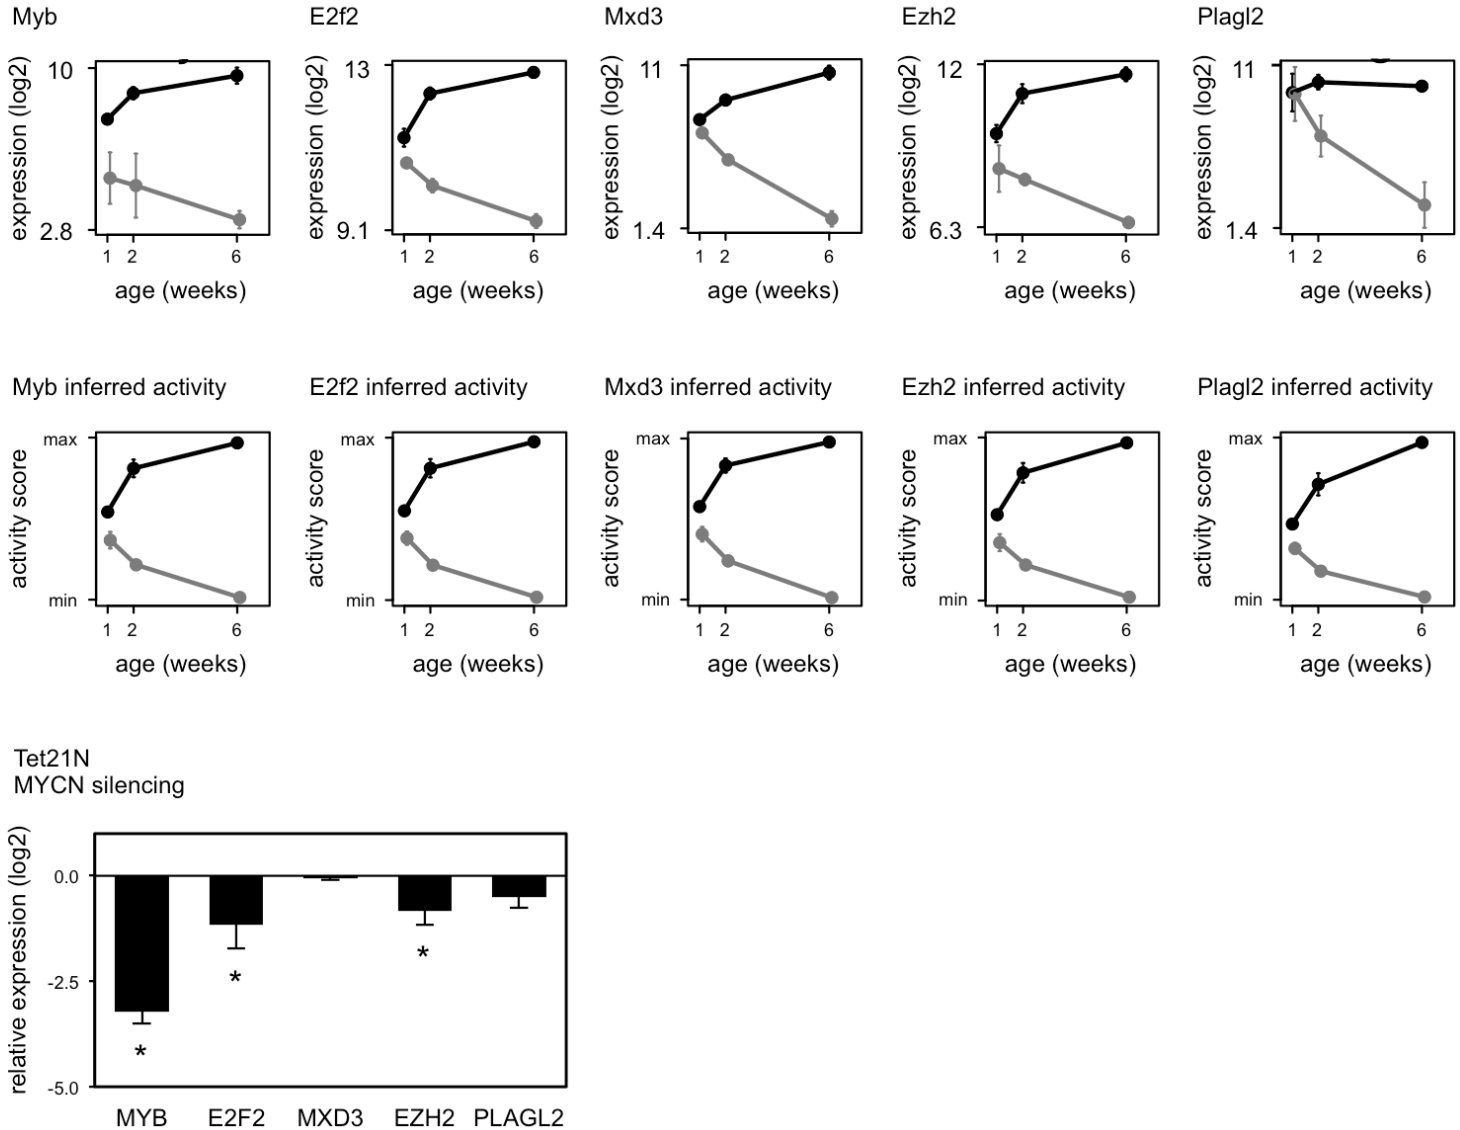 Myb
E2f2
Mxd3
Ezh2
Plagl2
expression (log2)
10
2.8
1 2 6
age (weeks)
expression (log2)
13
9.1
1 2 6
age (weeks)
expression (log2)
11
1.4
1 2 6
age (weeks)
expression (log2)
12
6.3
1 2 6
age (weeks)
expression (log2)
11
1.4
1 2 6
age (weeks)
Myb inferred activity
E2f2 inferred activity
Mxd3 inferred activity
Ezh2 inferred activity
Plagl2 inferred activity
activity score
max
min
1 2 6
age (weeks)
activity score
max
min
1 2 6
age (weeks)
activity score
max
min
1 2 6
age (weeks)
activity score
max
min
1 2 6
age (weeks)
activity score
max
min
1 2 6
age (weeks)
Tet21N
MYCN silencing
relative expression (log2)
0.0
-2.5
-5.0
*
*
*
MYB E2F2 MXD3 EZH2 PLAGL2